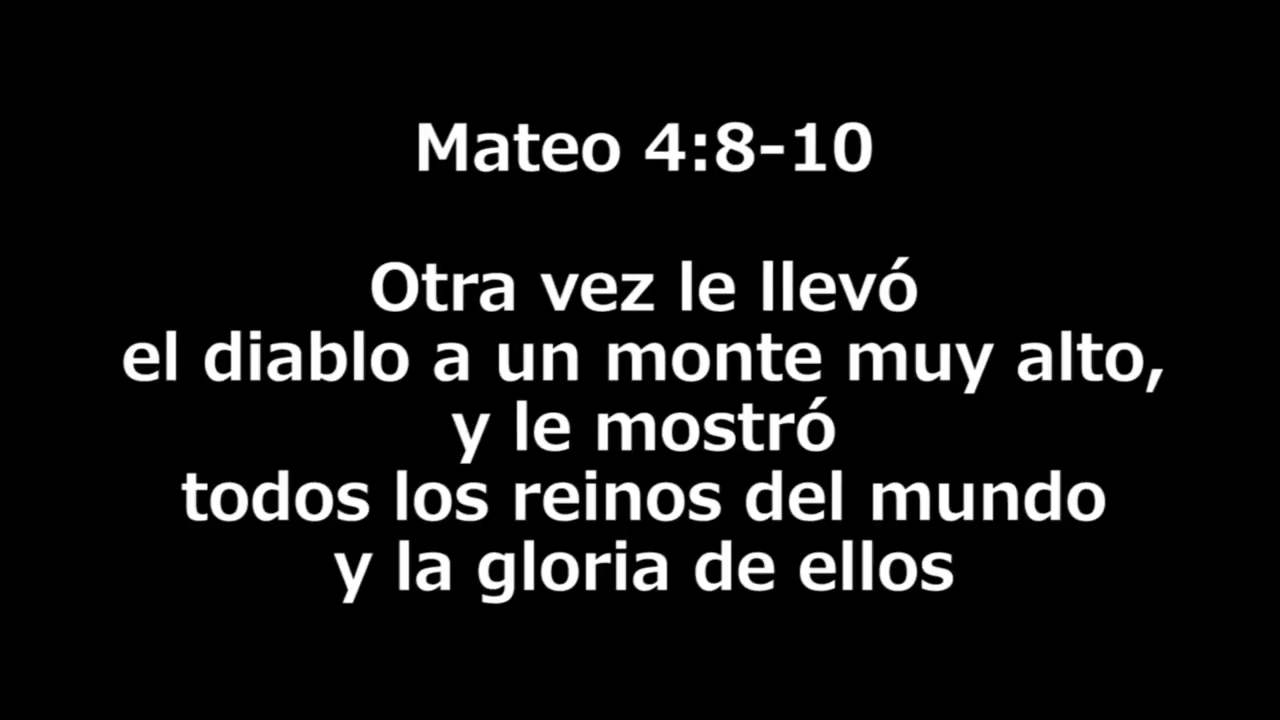 Mateo 4:8-10
Otra vez le llevó
el diablo a un monte muy alto,
y le mostró
todos los reinos del mundo
y la gloria de ellos